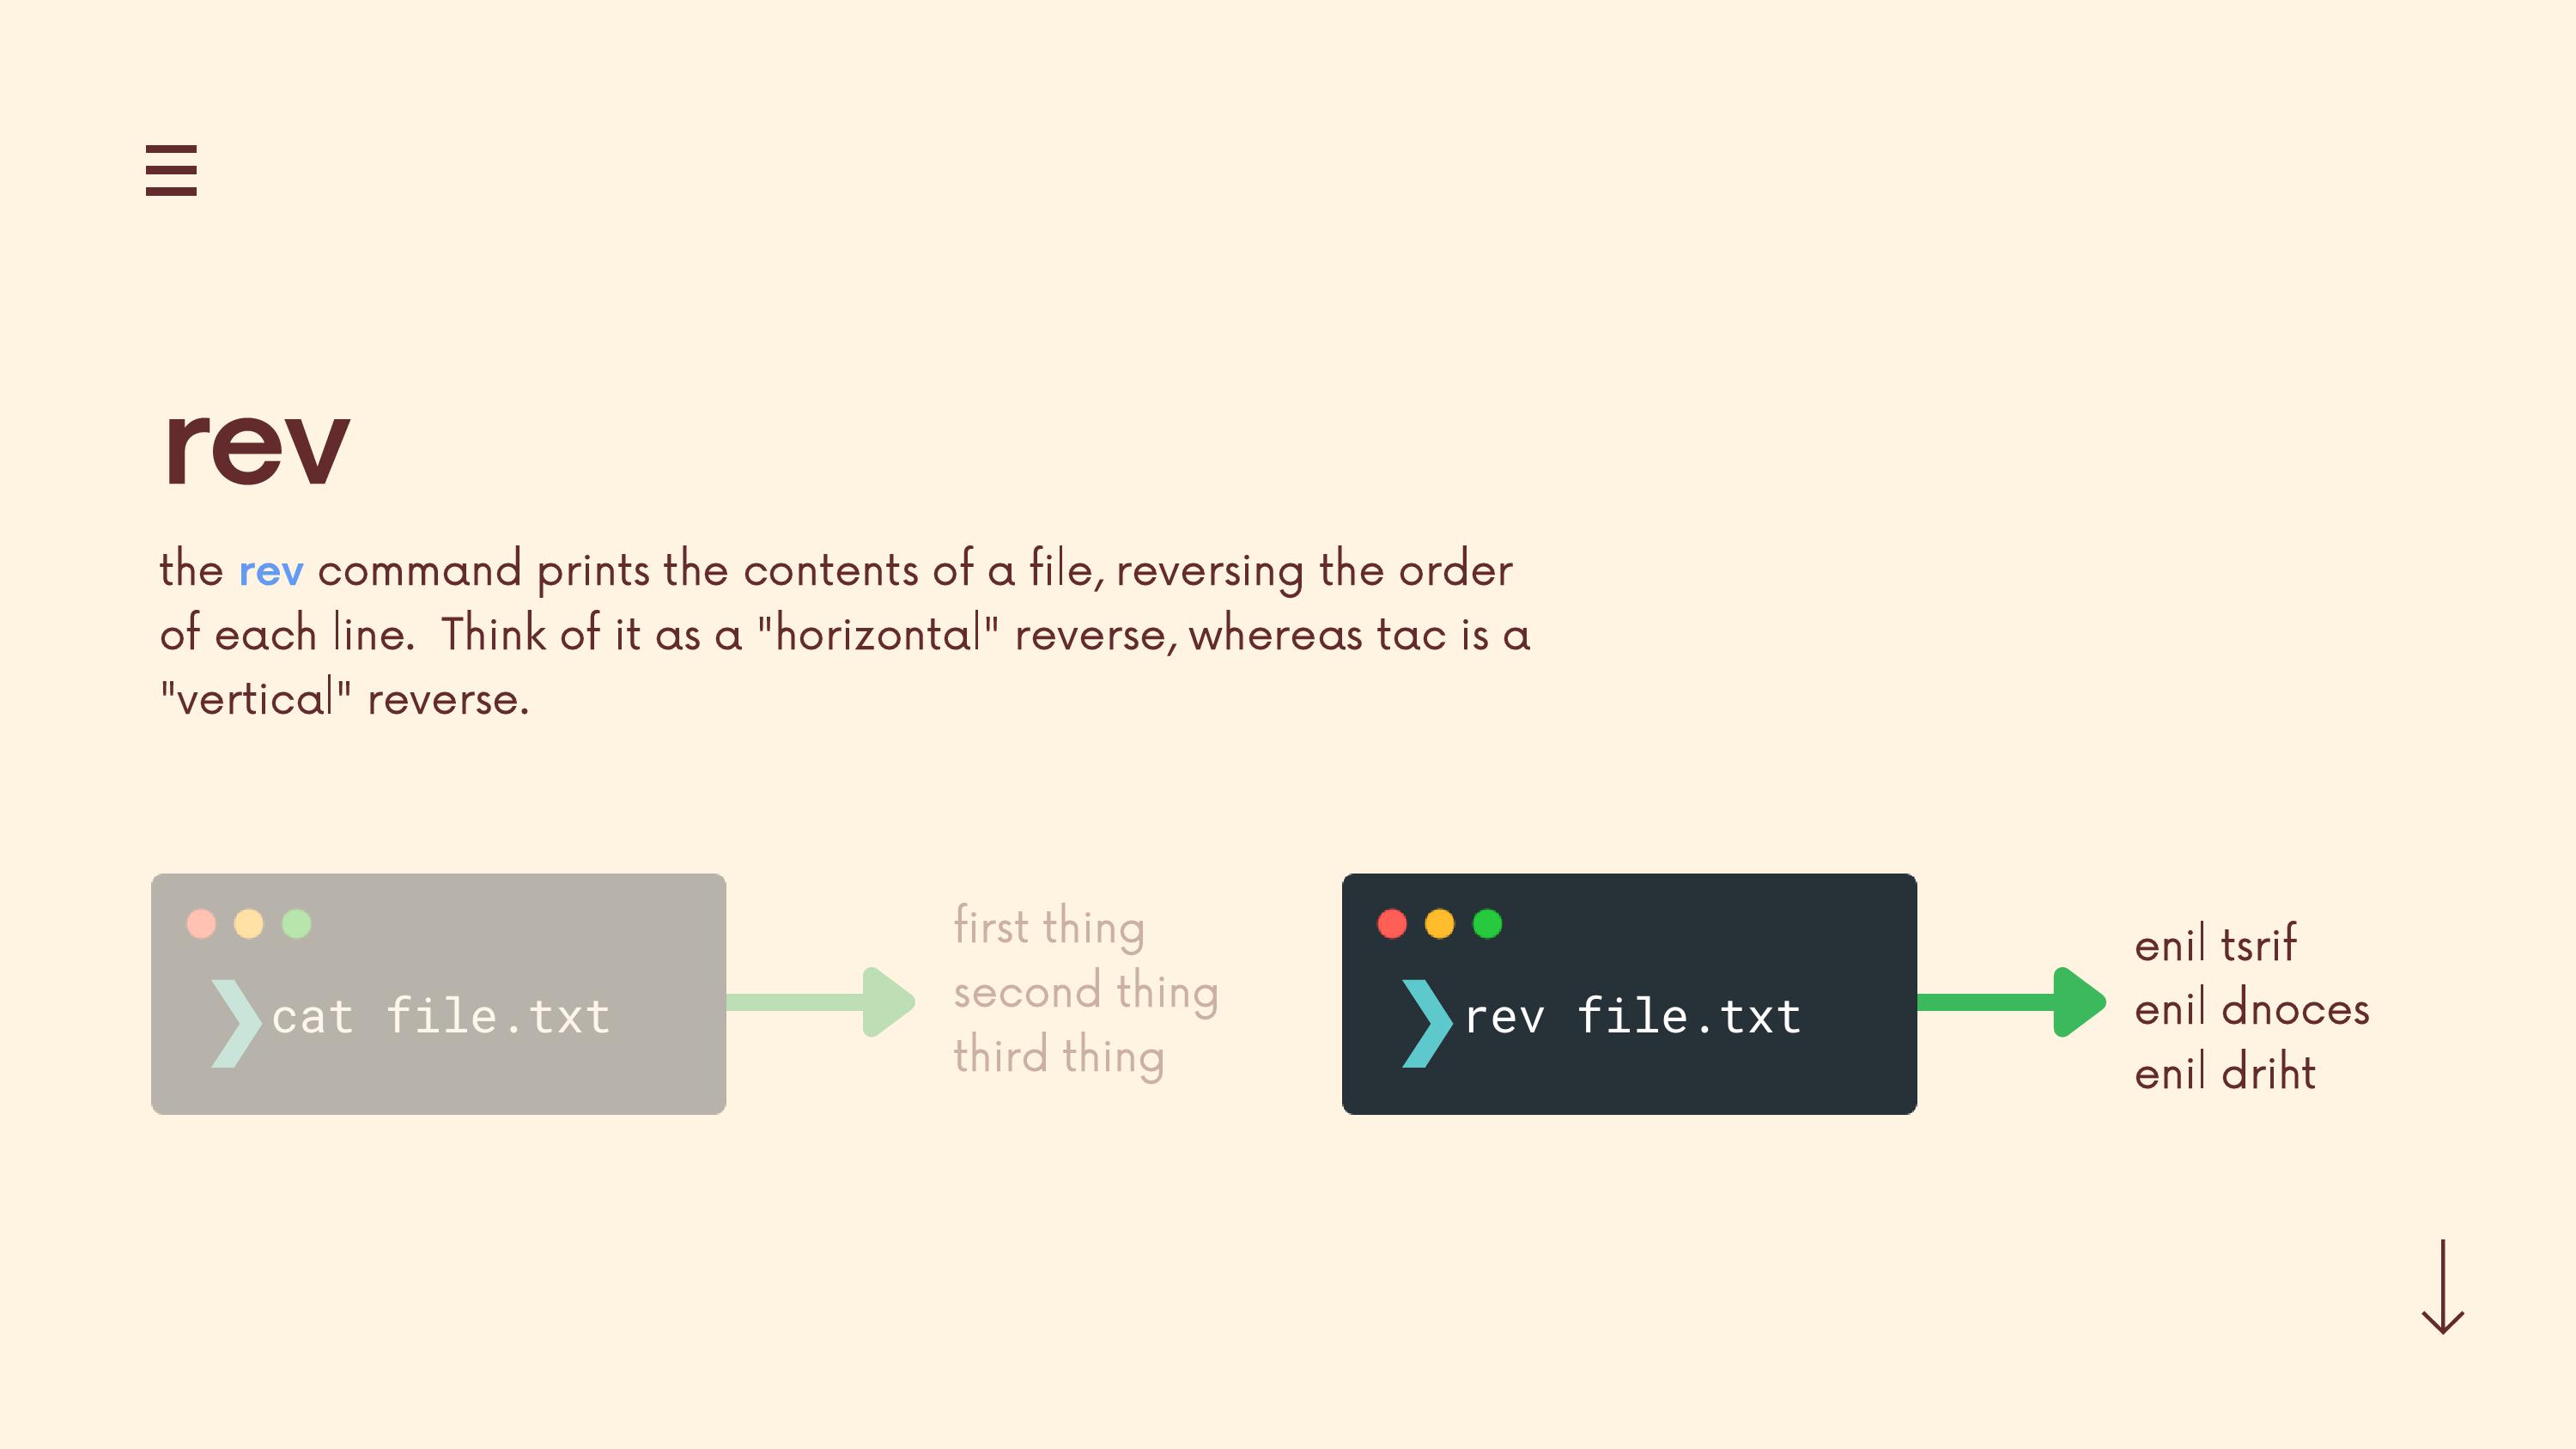 rev
the rev command prints the contents of a file, reversing the order
of each line.  Think of it as a "horizontal" reverse, whereas tac is a
"vertical" reverse.
❯ cat file.txt
first thing
second thing
third thing
❯ rev file.txt
enil tsrif
enil dnoces
enil driht